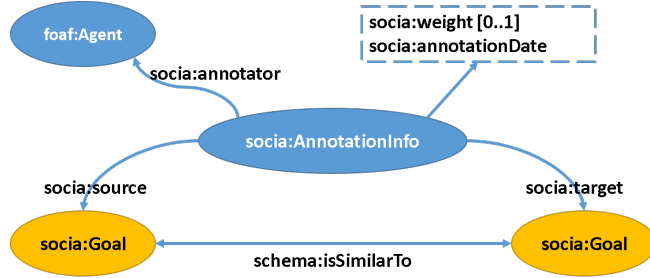 foaf:Agent
socia:weight [0..1]
socia:annotationDate
socia:annotator
socia:AnnotationInfo
socia:source
socia:target
socia:Goal
socia:Goal
schema:isSimilarTo